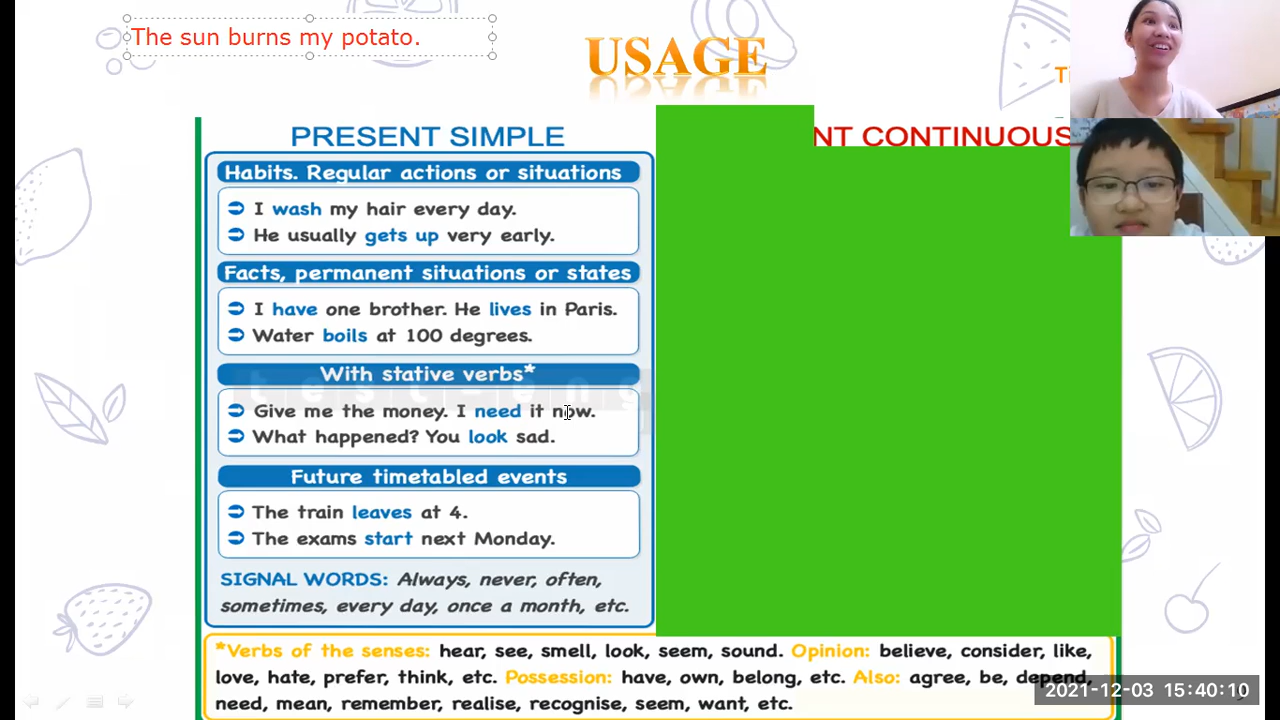 The sun burns my potato.
USAGE
T
PRESENT SIMPLE
NT CONTINUOUS
Habits. Regular actions or situations
I wash my hair every day.
He usually gets up very early.
Facts, permanent situations or states
I have one brother. He lives in Paris.
Water boils at 100 degrees.
With stative verbs*
Give me the money. I need it now.
What happened? You look sad.
Future timetabled events
The train leaves at 4.
The exams start next Monday.
SIGNAL WORDS: Always, never, often,
sometimes, every day, once a month, etc.
*Verbs of the senses: hear, see, smell, look, seem, sound. Opinion: believe, consider, like,
love, hate, prefer, think, etc. Possession: have, own, belong, etc. Also: agree, be, depend,
need, mean, remember, realise, recognise, seem, want, etc.
2021-12-03 15:40:10